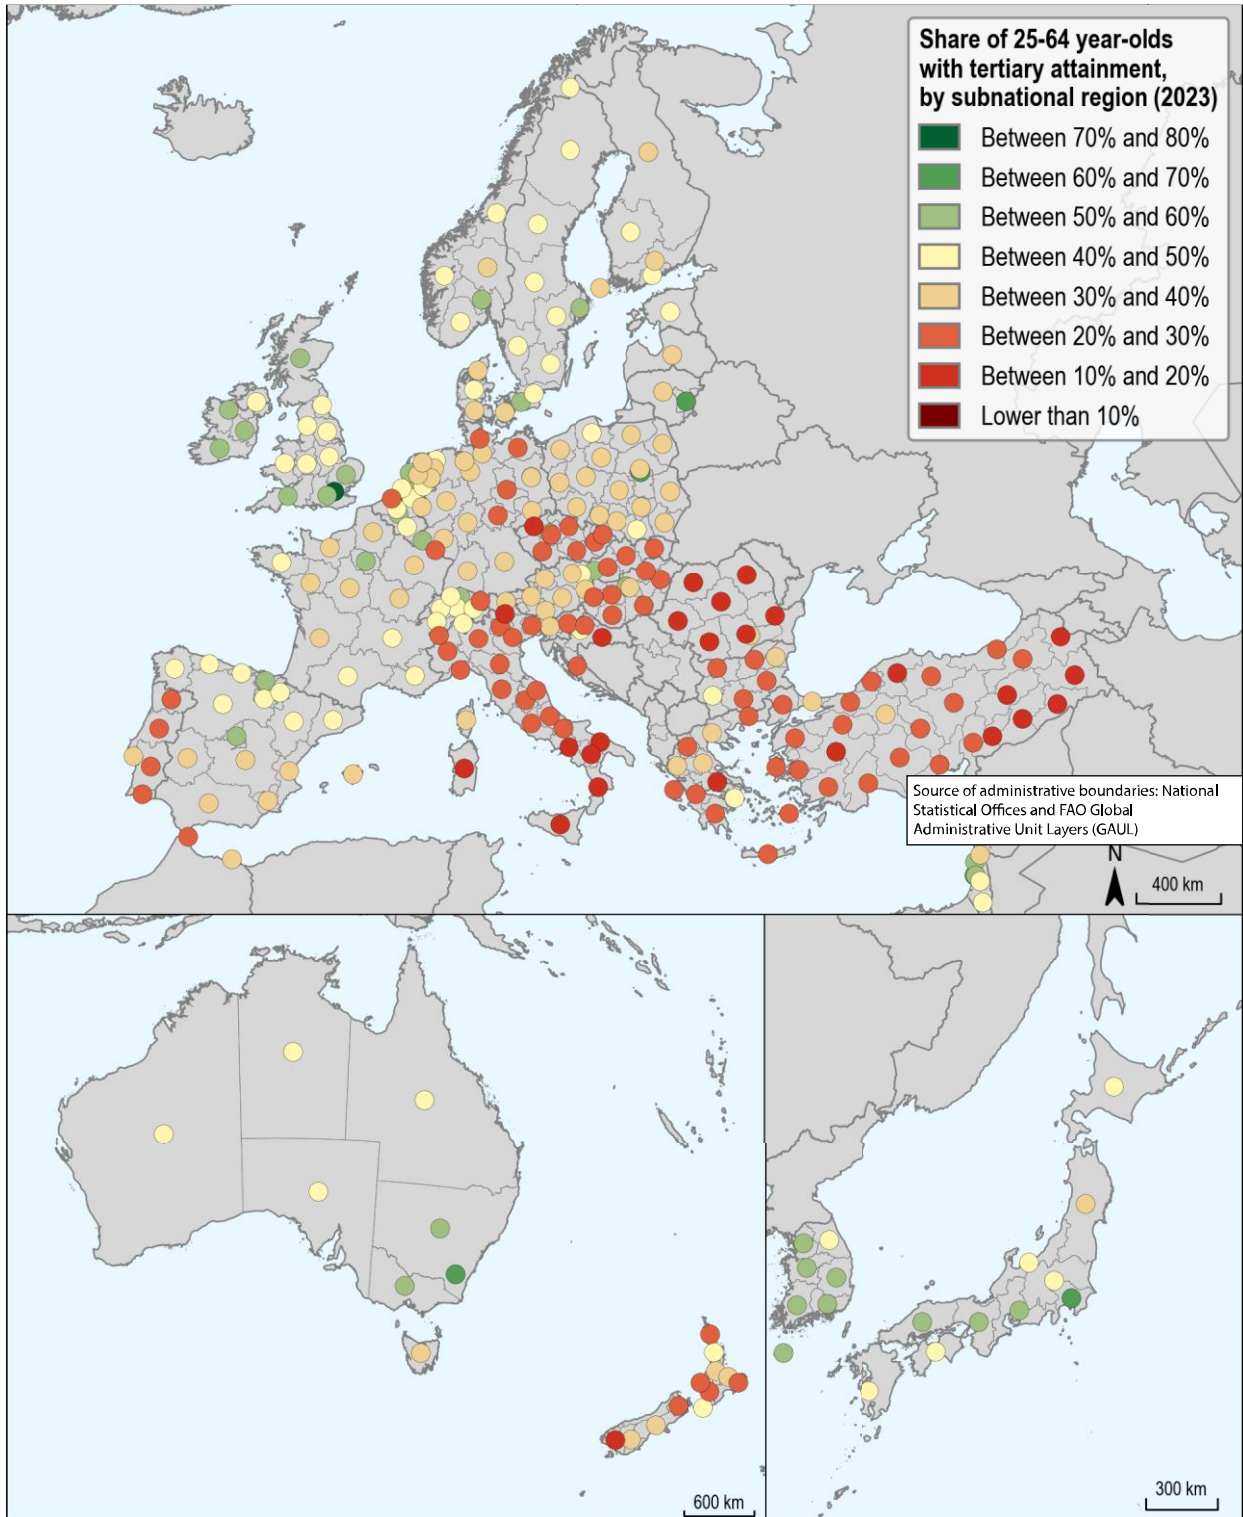 Share of 25-64 year-olds
with tertiary attainment,
by subnational region (2023)
Between 70% and 80%
Between 60% and 70%
Between 50% and 60%
Between 40% and 50%
Between 30% and 40%
Between 20% and 30%
Between 10% and 20%
Lower than 10%
Source of administrative boundaries: National
Statistical Offices and FAO Global
Administrative Unit Layers (GAUL)
N
400 km
600 km
300 km